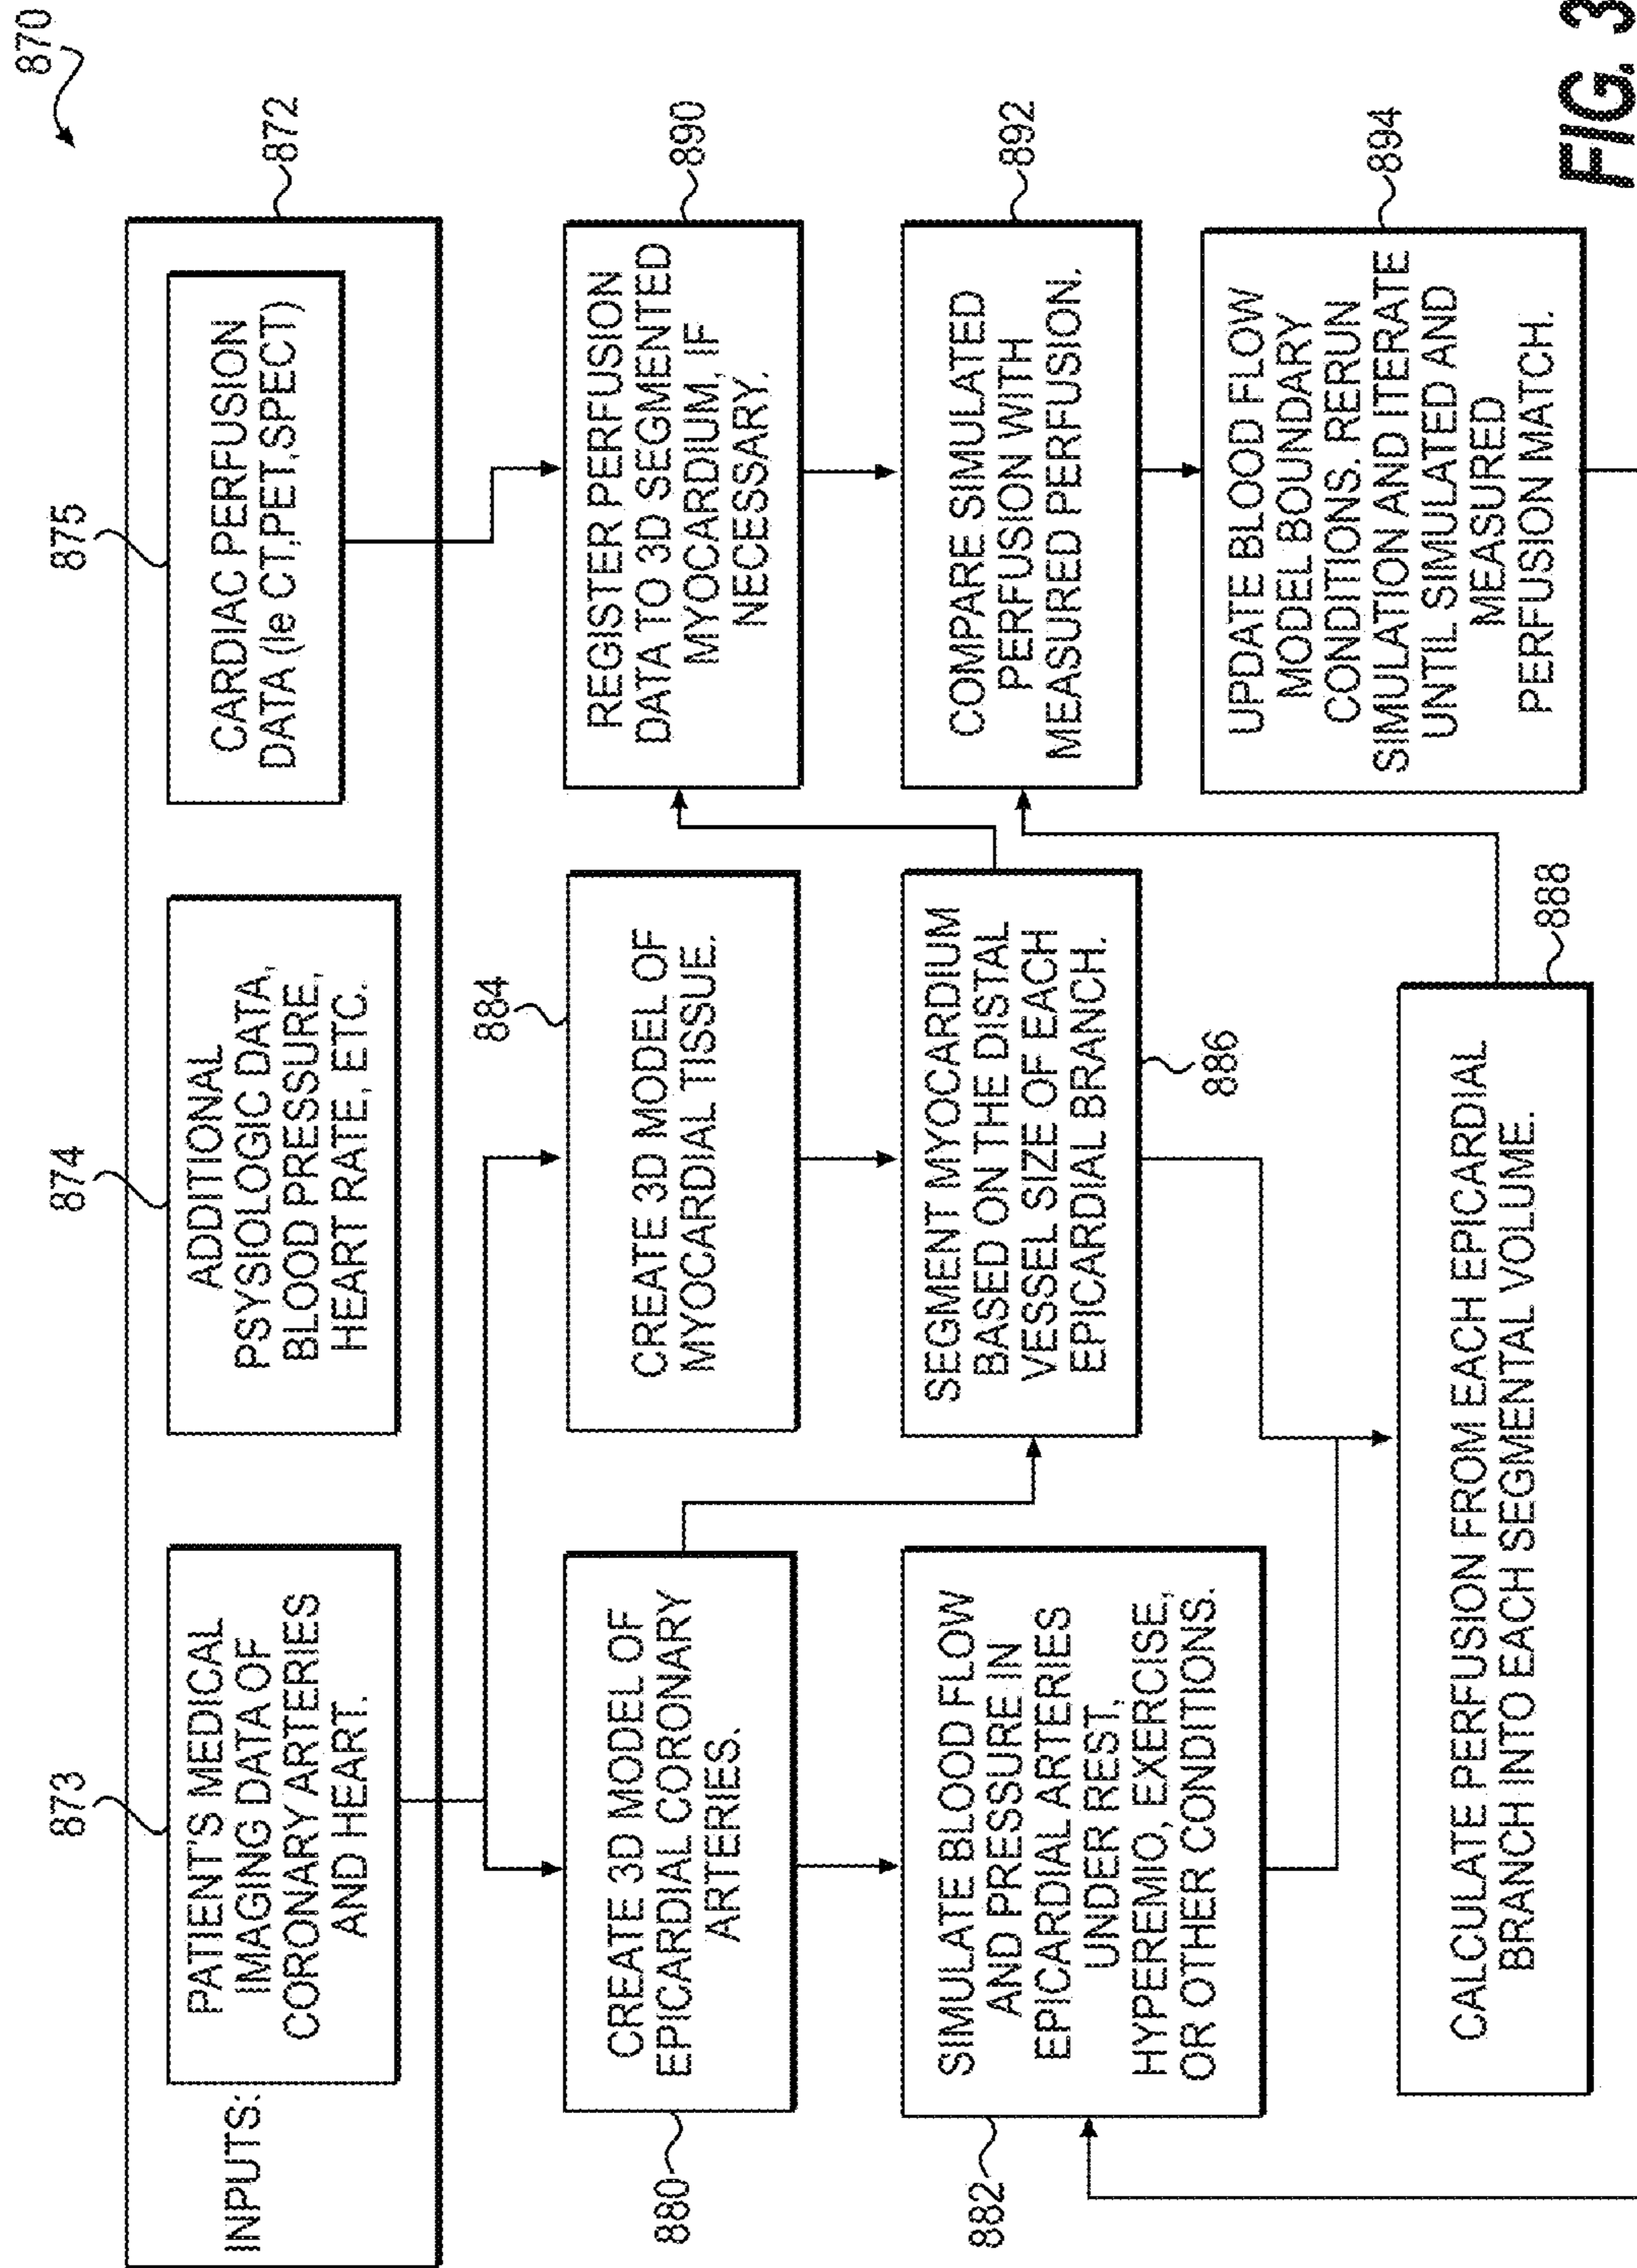 870
872
INPUTS:
873
PATIENT'S MEDICAL
IMAGING DATA OF
CORONARY ARTERIES
AND HEART.
874
ADDITIONAL
PSYSIOLOGIC DATA,
BLOOD PRESSURE,
HEART RATE, ETC.
875
CARDIAC PERFUSION
DATA (Ie CT,PET,SPECT)
880
CREATE 3D MODEL OF
EPICARDIAL CORONARY
ARTERIES.
884
CREATE 3D MODEL OF
MYOCARDIAL TISSUE.
890
REGISTER PERFUSION
DATA TO 3D SEGMENTED
MYOCARDIUM, IF
NECESSARY.
882
SIMULATE BLOOD FLOW
AND PRESSURE IN
EPICARDIAL ARTERIES
UNDER REST,
HYPEREMIO, EXERCISE,
OR OTHER CONDITIONS.
SEGMENT MYOCARDIUM
BASED ON THE DISTAL
VESSEL SIZE OF EACH
EPICARDIAL BRANCH.
886
892
COMPARE SIMULATED
PERFUSION WITH
MEASURED PERFUSION.
888
CALCULATE PERFUSION FROM EACH EPICARDIAL
BRANCH INTO EACH SEGMENTAL VOLUME.
894
UPDATE BLOOD FLOW
MODEL BOUNDARY
CONDITIONS. RERUN
SIMULATION AND ITERATE
UNTIL SIMULATED AND
MEASURED
PERFUSION MATCH.
FIG. 3